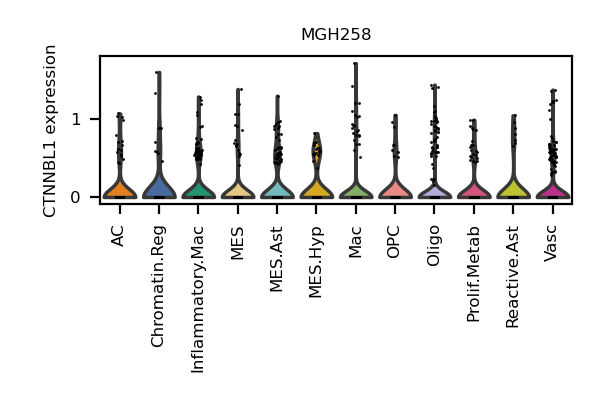 MGH258
CTNNBL1 expression
1
0
AC
Chromatin.Reg
Inflammatory.Mac
MES
MES.Ast
MES.Hyp
Mac
OPC
Oligo
Prolif.Metab
Reactive.Ast
Vasc